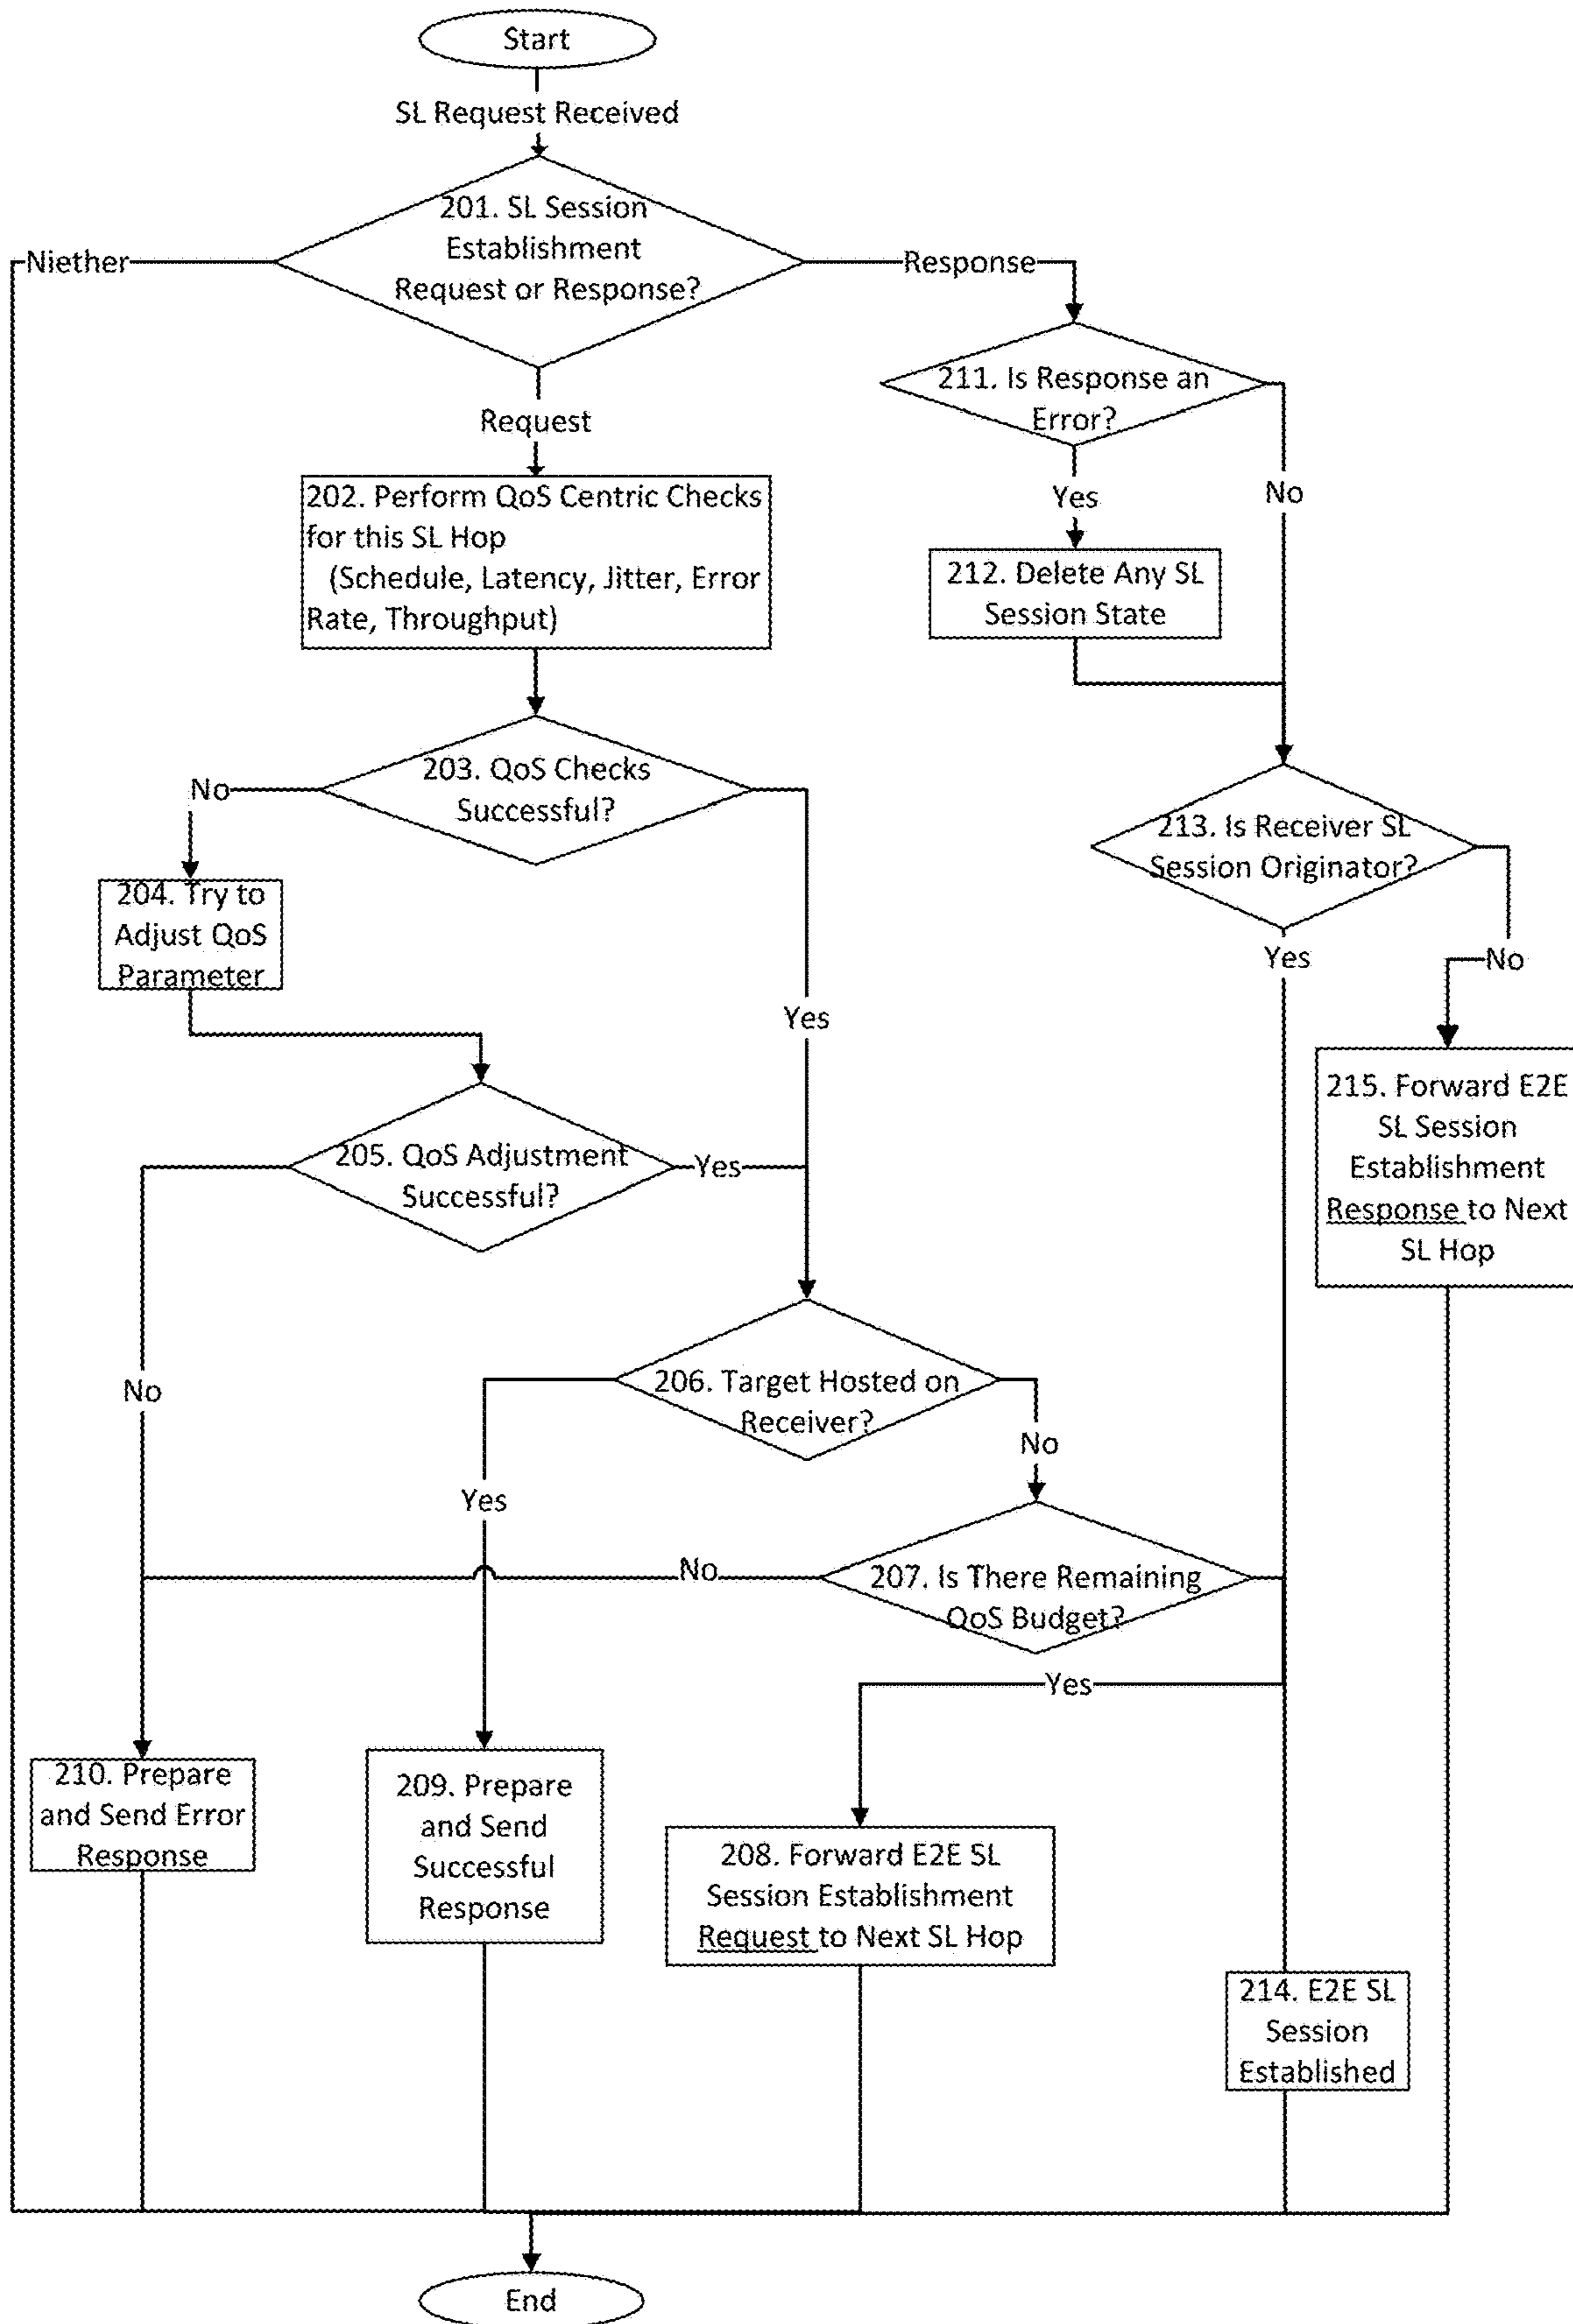 Start
SL Request Received
201. SL Session
Establishment
Request or Response?
Niether
Response
Request
211. Is Response an
Error?
Yes
No
202. Perform QoS Centric Checks
for this SL Hop
(Schedule, Latency, Jitter, Error
Rate, Throughput)
212. Delete Any SL
Session State
203. QoS Checks
Successful?
No
Yes
213. Is Receiver SL
Session Originator?
Yes
No
204. Try to
Adjust QoS
Parameter
215. Forward E2E
SL Session
Establishment
Response to Next
SL Hop
205. QoS Adjustment
Successful?
Yes
No
206. Target Hosted on
Receiver?
Yes
No
207. Is There Remaining
QoS Budget?
No
Yes
210. Prepare
and Send Error
Response
209. Prepare
and Send
Successful
Response
208. Forward E2E SL
Session Establishment
Request to Next SL Hop
214. E2E SL
Session
Established
End